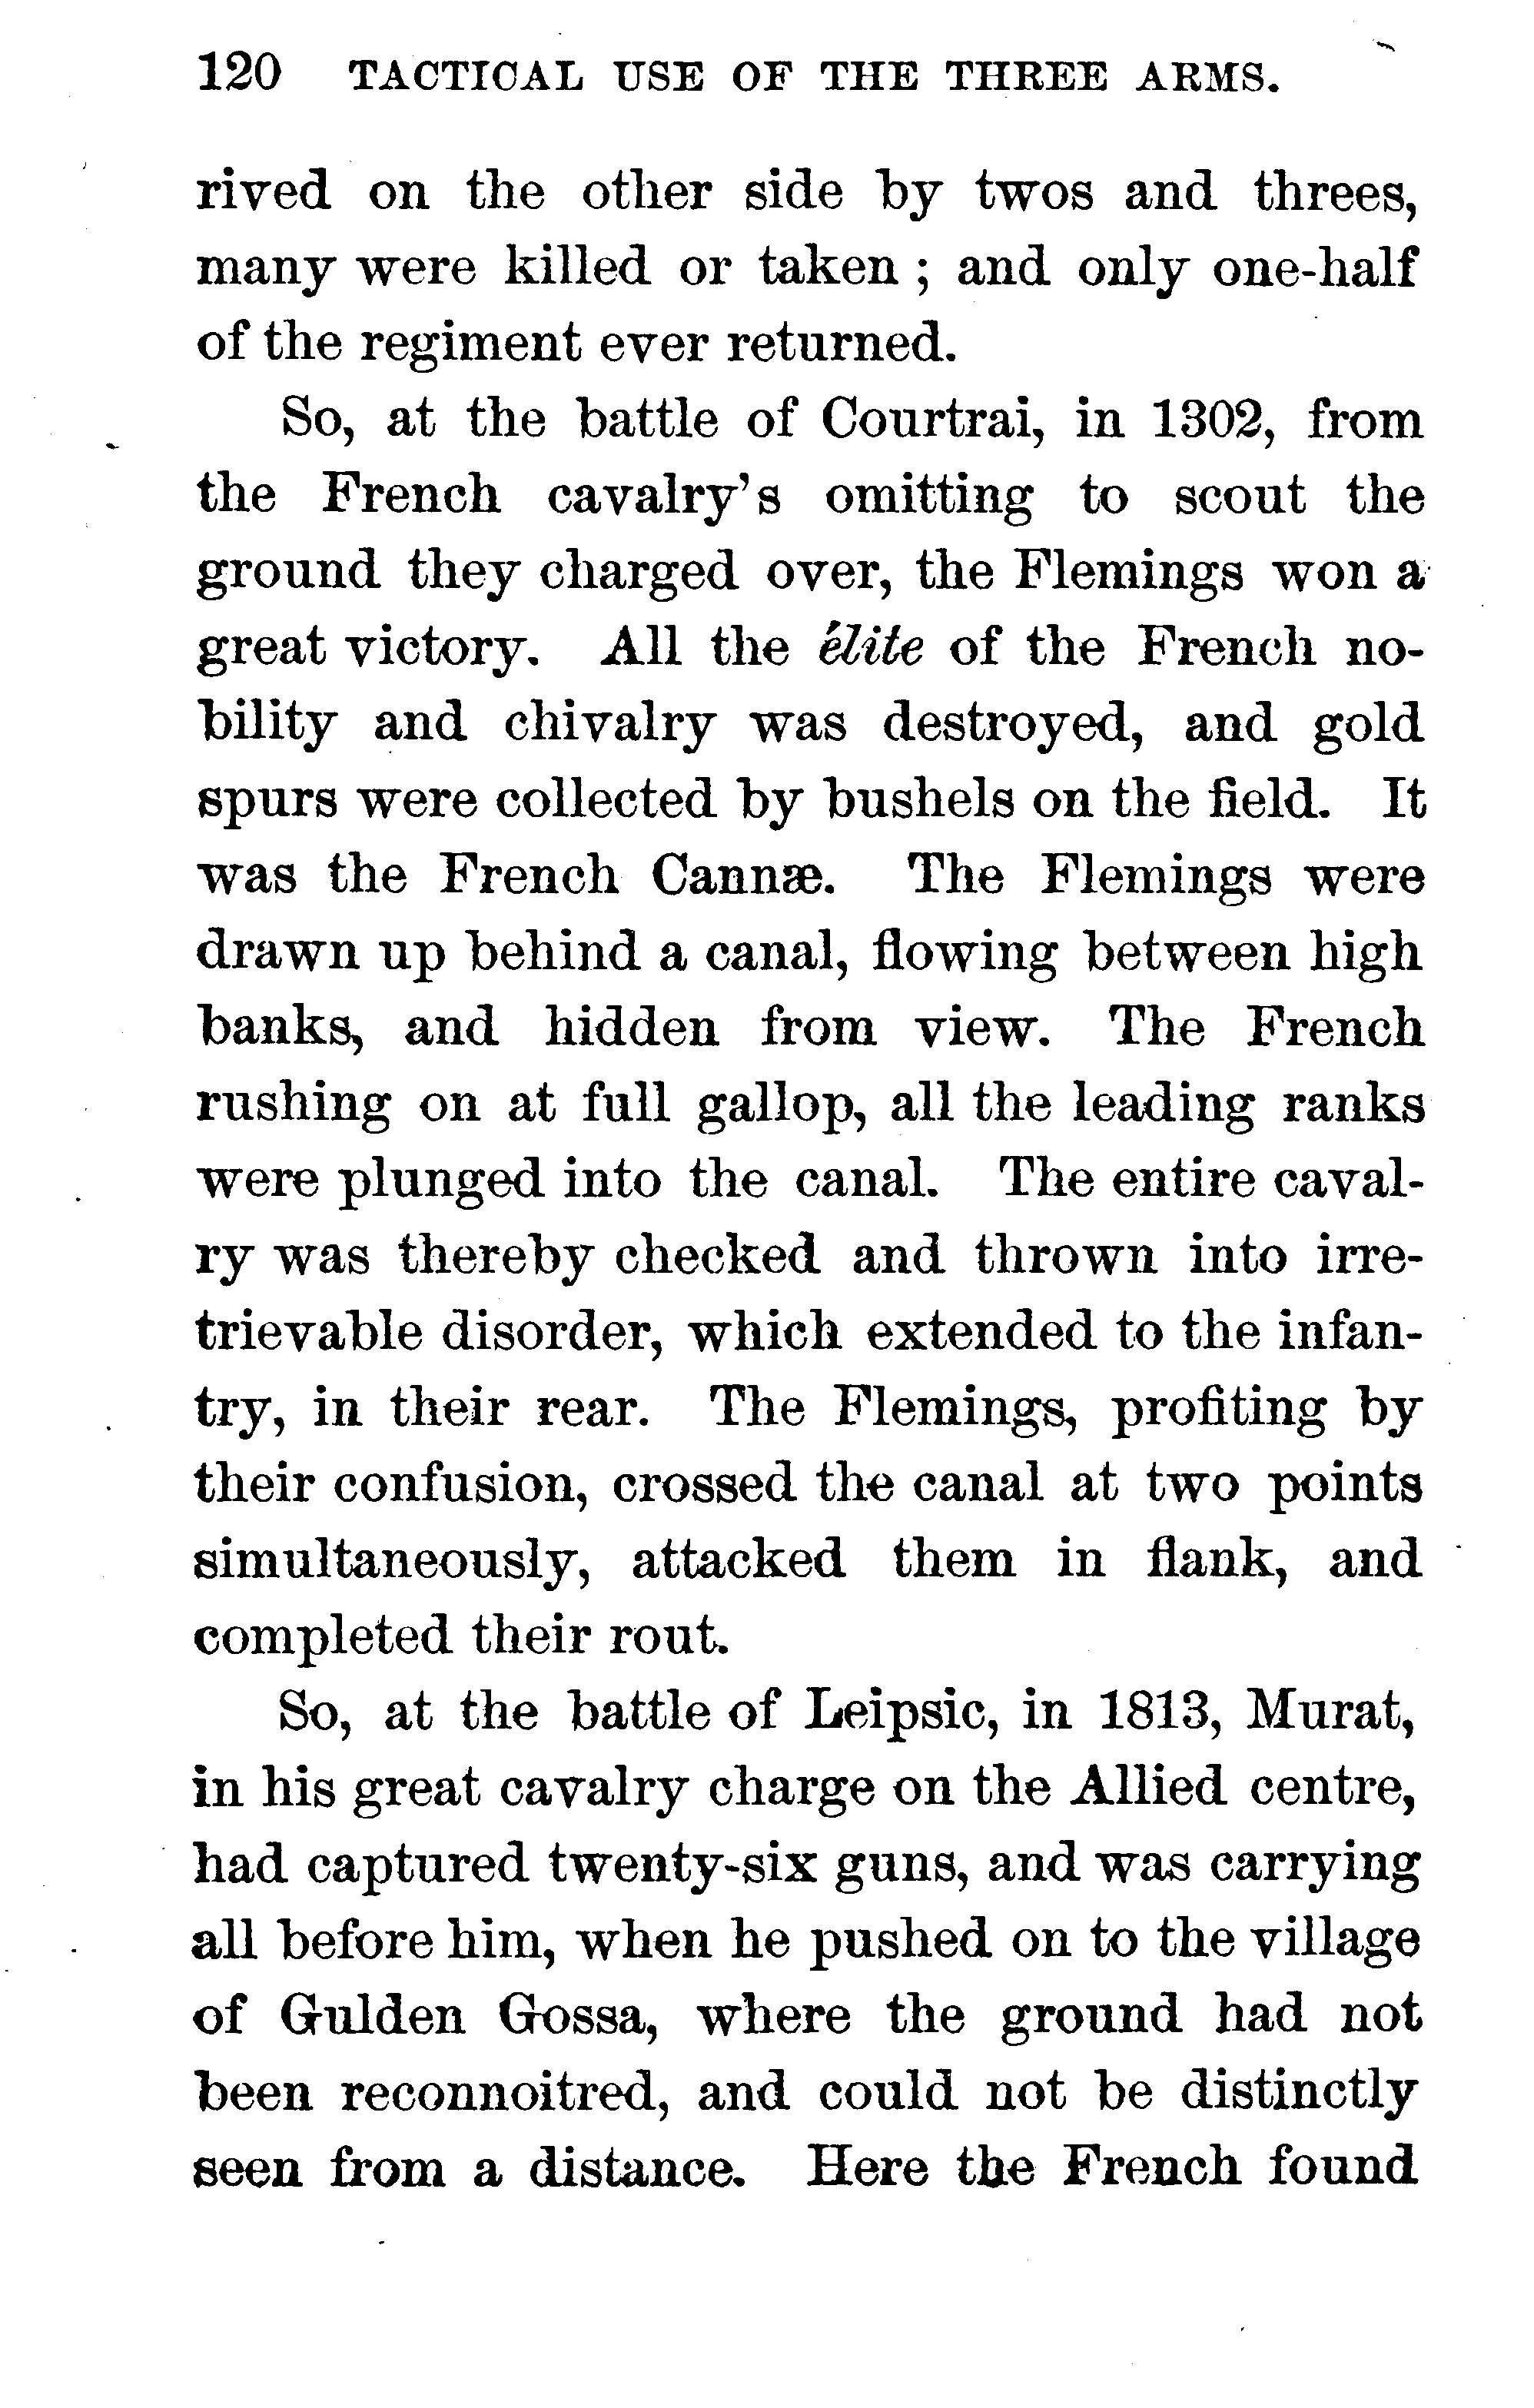 120 TACTICAL USE OF THE THREE ARMS.
rived on the other side by twos and threes,
many were killed or taken ; and only one-half
of the regiment ever returned.
So, at the battle of Courtrai, in 1302, from
the French cavalry's omitting to scout the
ground they charged over, the Flemings won a
great victory. All the élite of the French no-
bility and chivalry was destroyed, and gold
spurs were collected by bushels on the field. It
was the French Cannæ. The Flemings were
drawn up behind a canal, flowing between high
banks, and hidden from view. The French
rushing on at full gallop, all the leading ranks
were plunged into the canal. The entire caval-
ry was thereby checked and thrown into irre-
trievable disorder, which extended to the infan-
try, in their rear. The Flemings, profiting by
their confusion, crossed the canal at two points
simultaneously, attacked them in flank, and
completed their rout.
So, at the battle of Leipsic, in 1813, Murat,
in his great cavalry charge on the Allied centre,
had captured twenty-six guns, and was carrying
all before him, when he pushed on to the village
of Gulden Gossa, where the ground had not
been reconnoitred, and could not be distinctly
seen from a distance. Here the French found